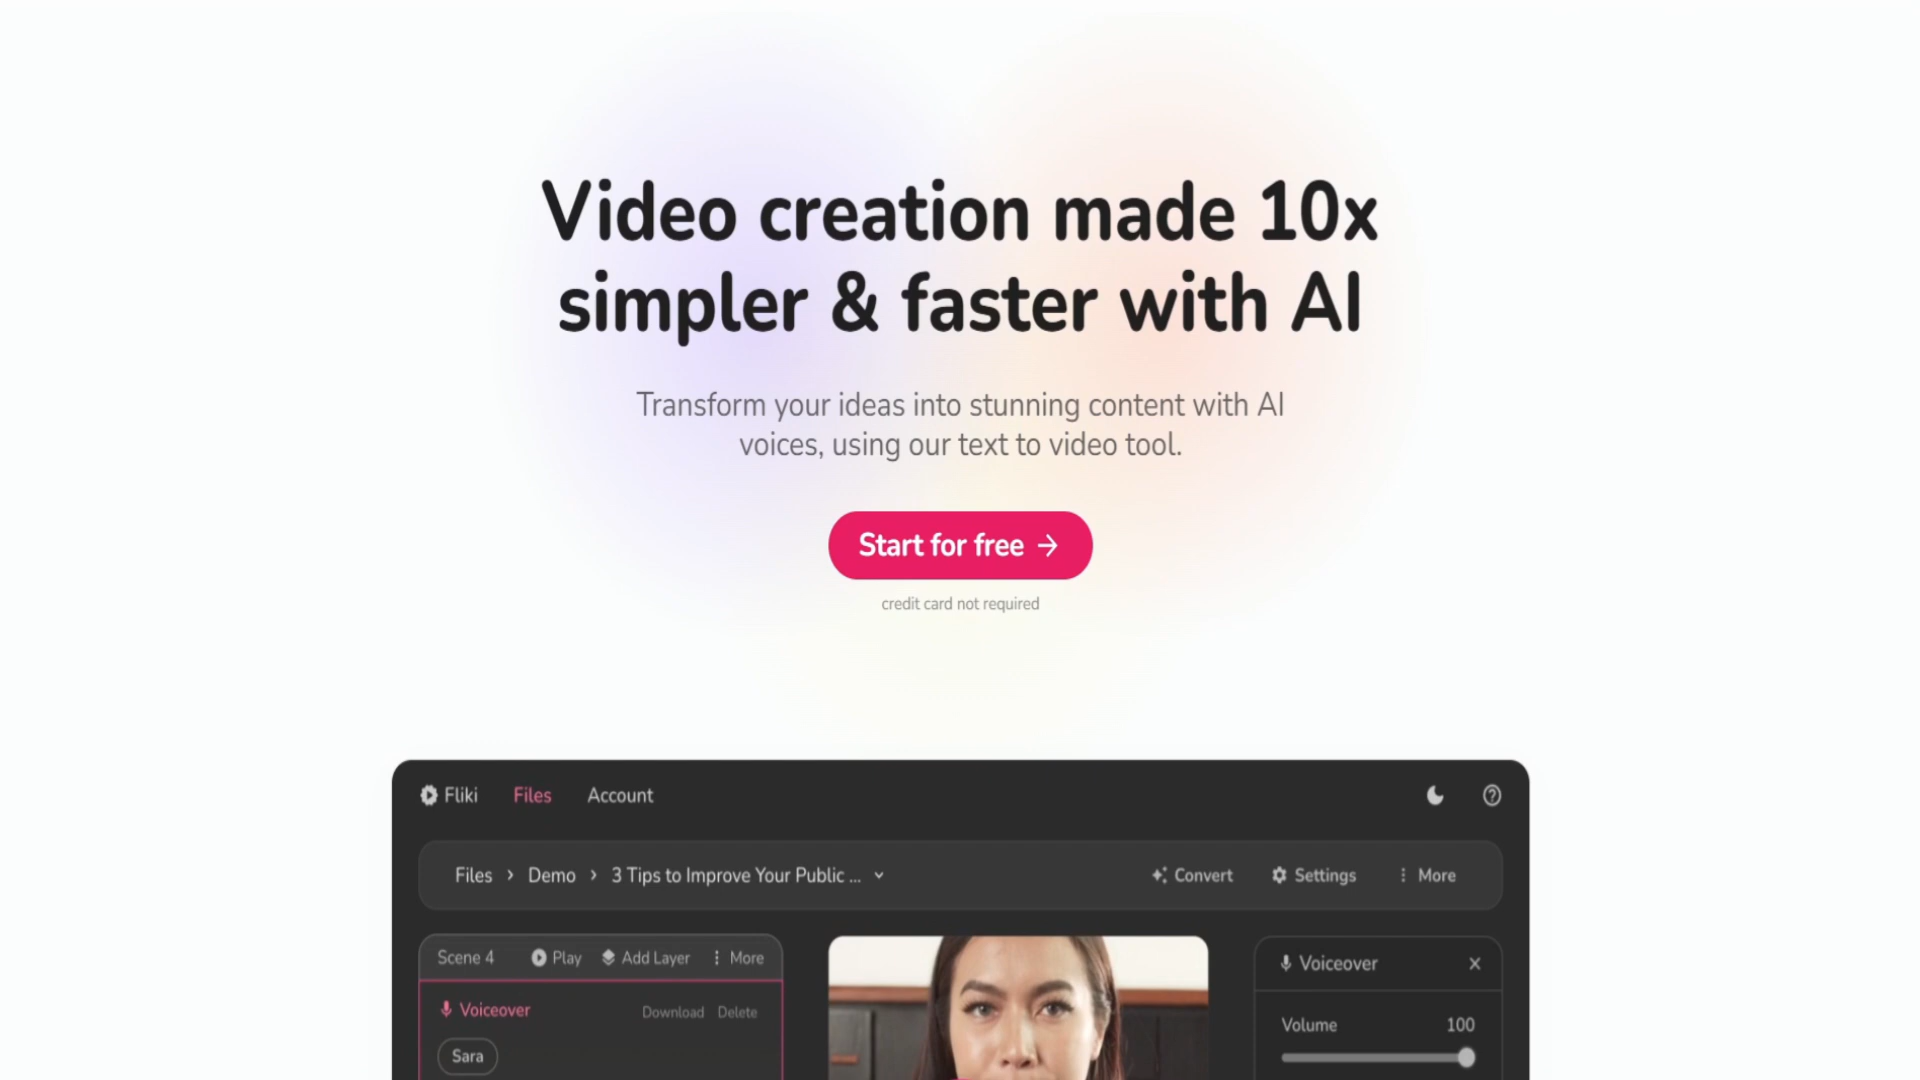 Video creation made 10x
simpler & faster with AI
Transform your ideas into stunning content with AI
voices, using our text to video tool.
Start for free →
credit card not required
Fliki Files Account
Files > Demo > 3 Tips to Improve Your Public ... Convert Settings More
Scene 4 Play Add Layer More
Voiceover Download Delete
Sara
Voiceover
Volume 100